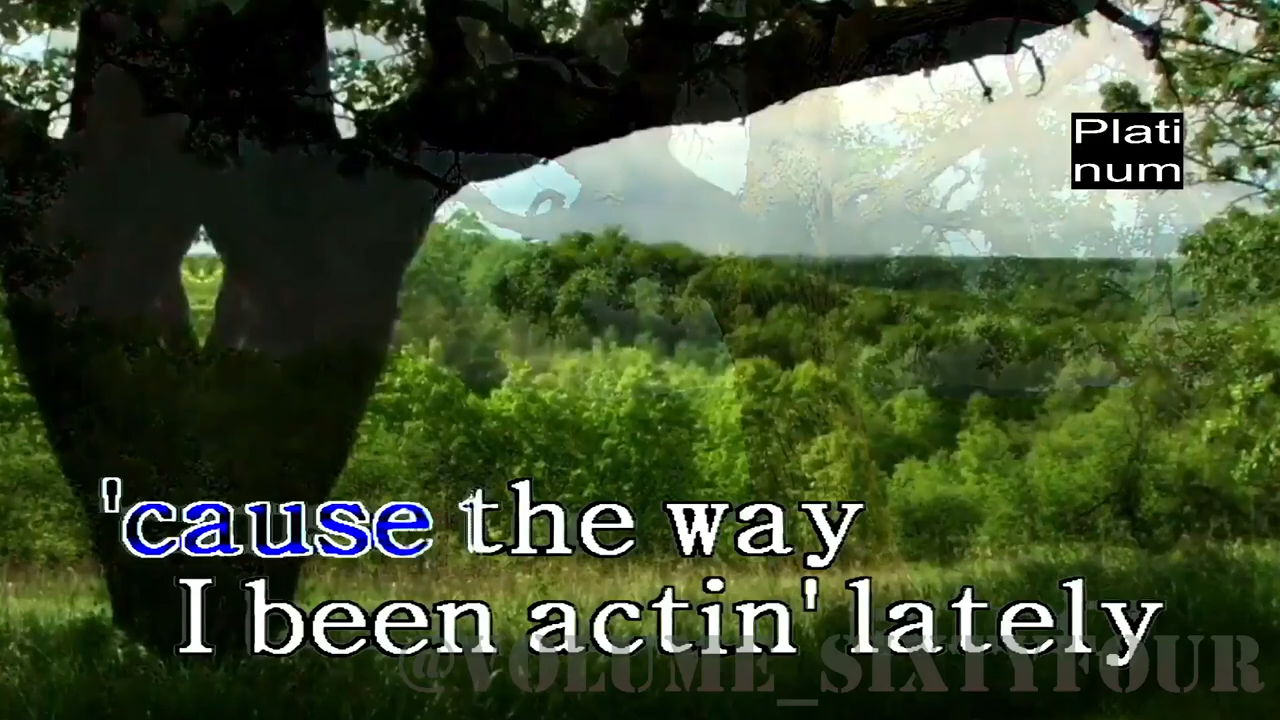 Plati
num
'cause the way
I been actin' lately
@VOLUME_SIXTYFOUR